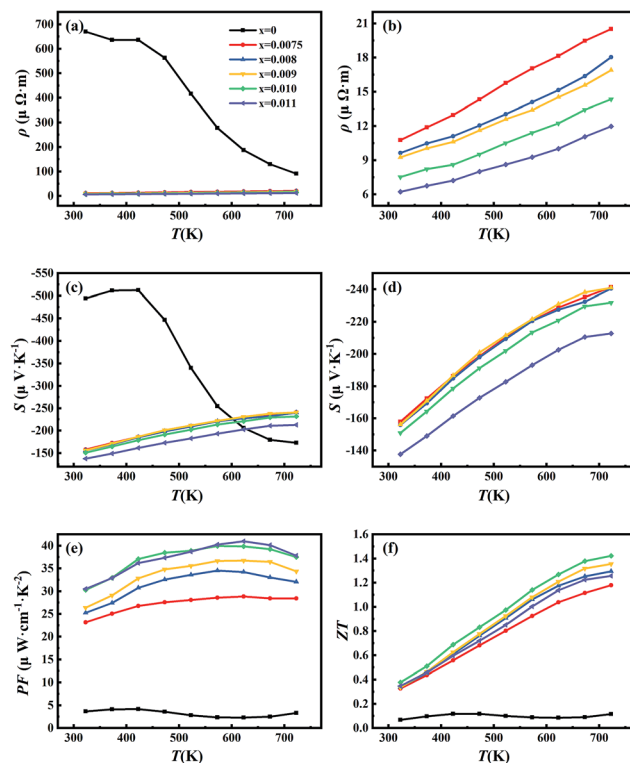 (a)
x=0
x=0.0075
x=0.008
x=0.009
x=0.010
x=0.011
700
600
500
400
300
200
100
0
ρ (μ Ω·m)
300 400 500 600 700
T(K)
(b)
21
18
15
12
9
6
ρ (μ Ω·m)
300 400 500 600 700
T(K)
(c)
-550
-500
-450
-400
-350
-300
-250
-200
-150
S (μ V·K⁻¹)
300 400 500 600 700
T(K)
(d)
-240
-220
-200
-180
-160
-140
S (μ V·K⁻¹)
300 400 500 600 700
T(K)
(e)
40
35
30
25
20
15
10
5
0
PF (μ W·cm⁻¹·K⁻²)
300 400 500 600 700
T(K)
(f)
1.6
1.4
1.2
1.0
0.8
0.6
0.4
0.2
0.0
ZT
300 400 500 600 700
T(K)